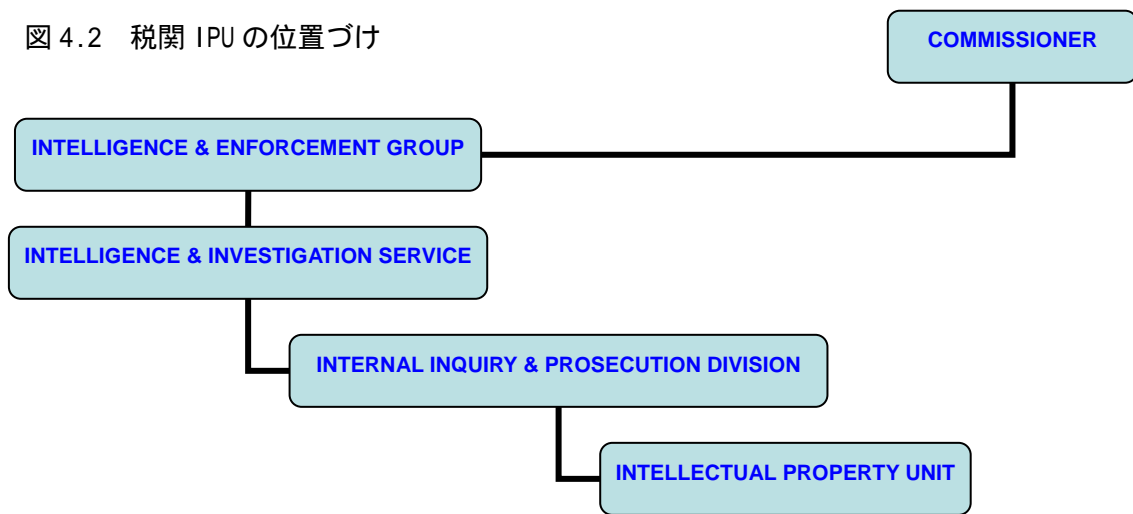 図 4.2 税関 IPU の位置づけ
COMMISSIONER
INTELLIGENCE & ENFORCEMENT GROUP
INTELLIGENCE & INVESTIGATION SERVICE
INTERNAL INQUIRY & PROSECUTION DIVISION
INTELLECTUAL PROPERTY UNIT